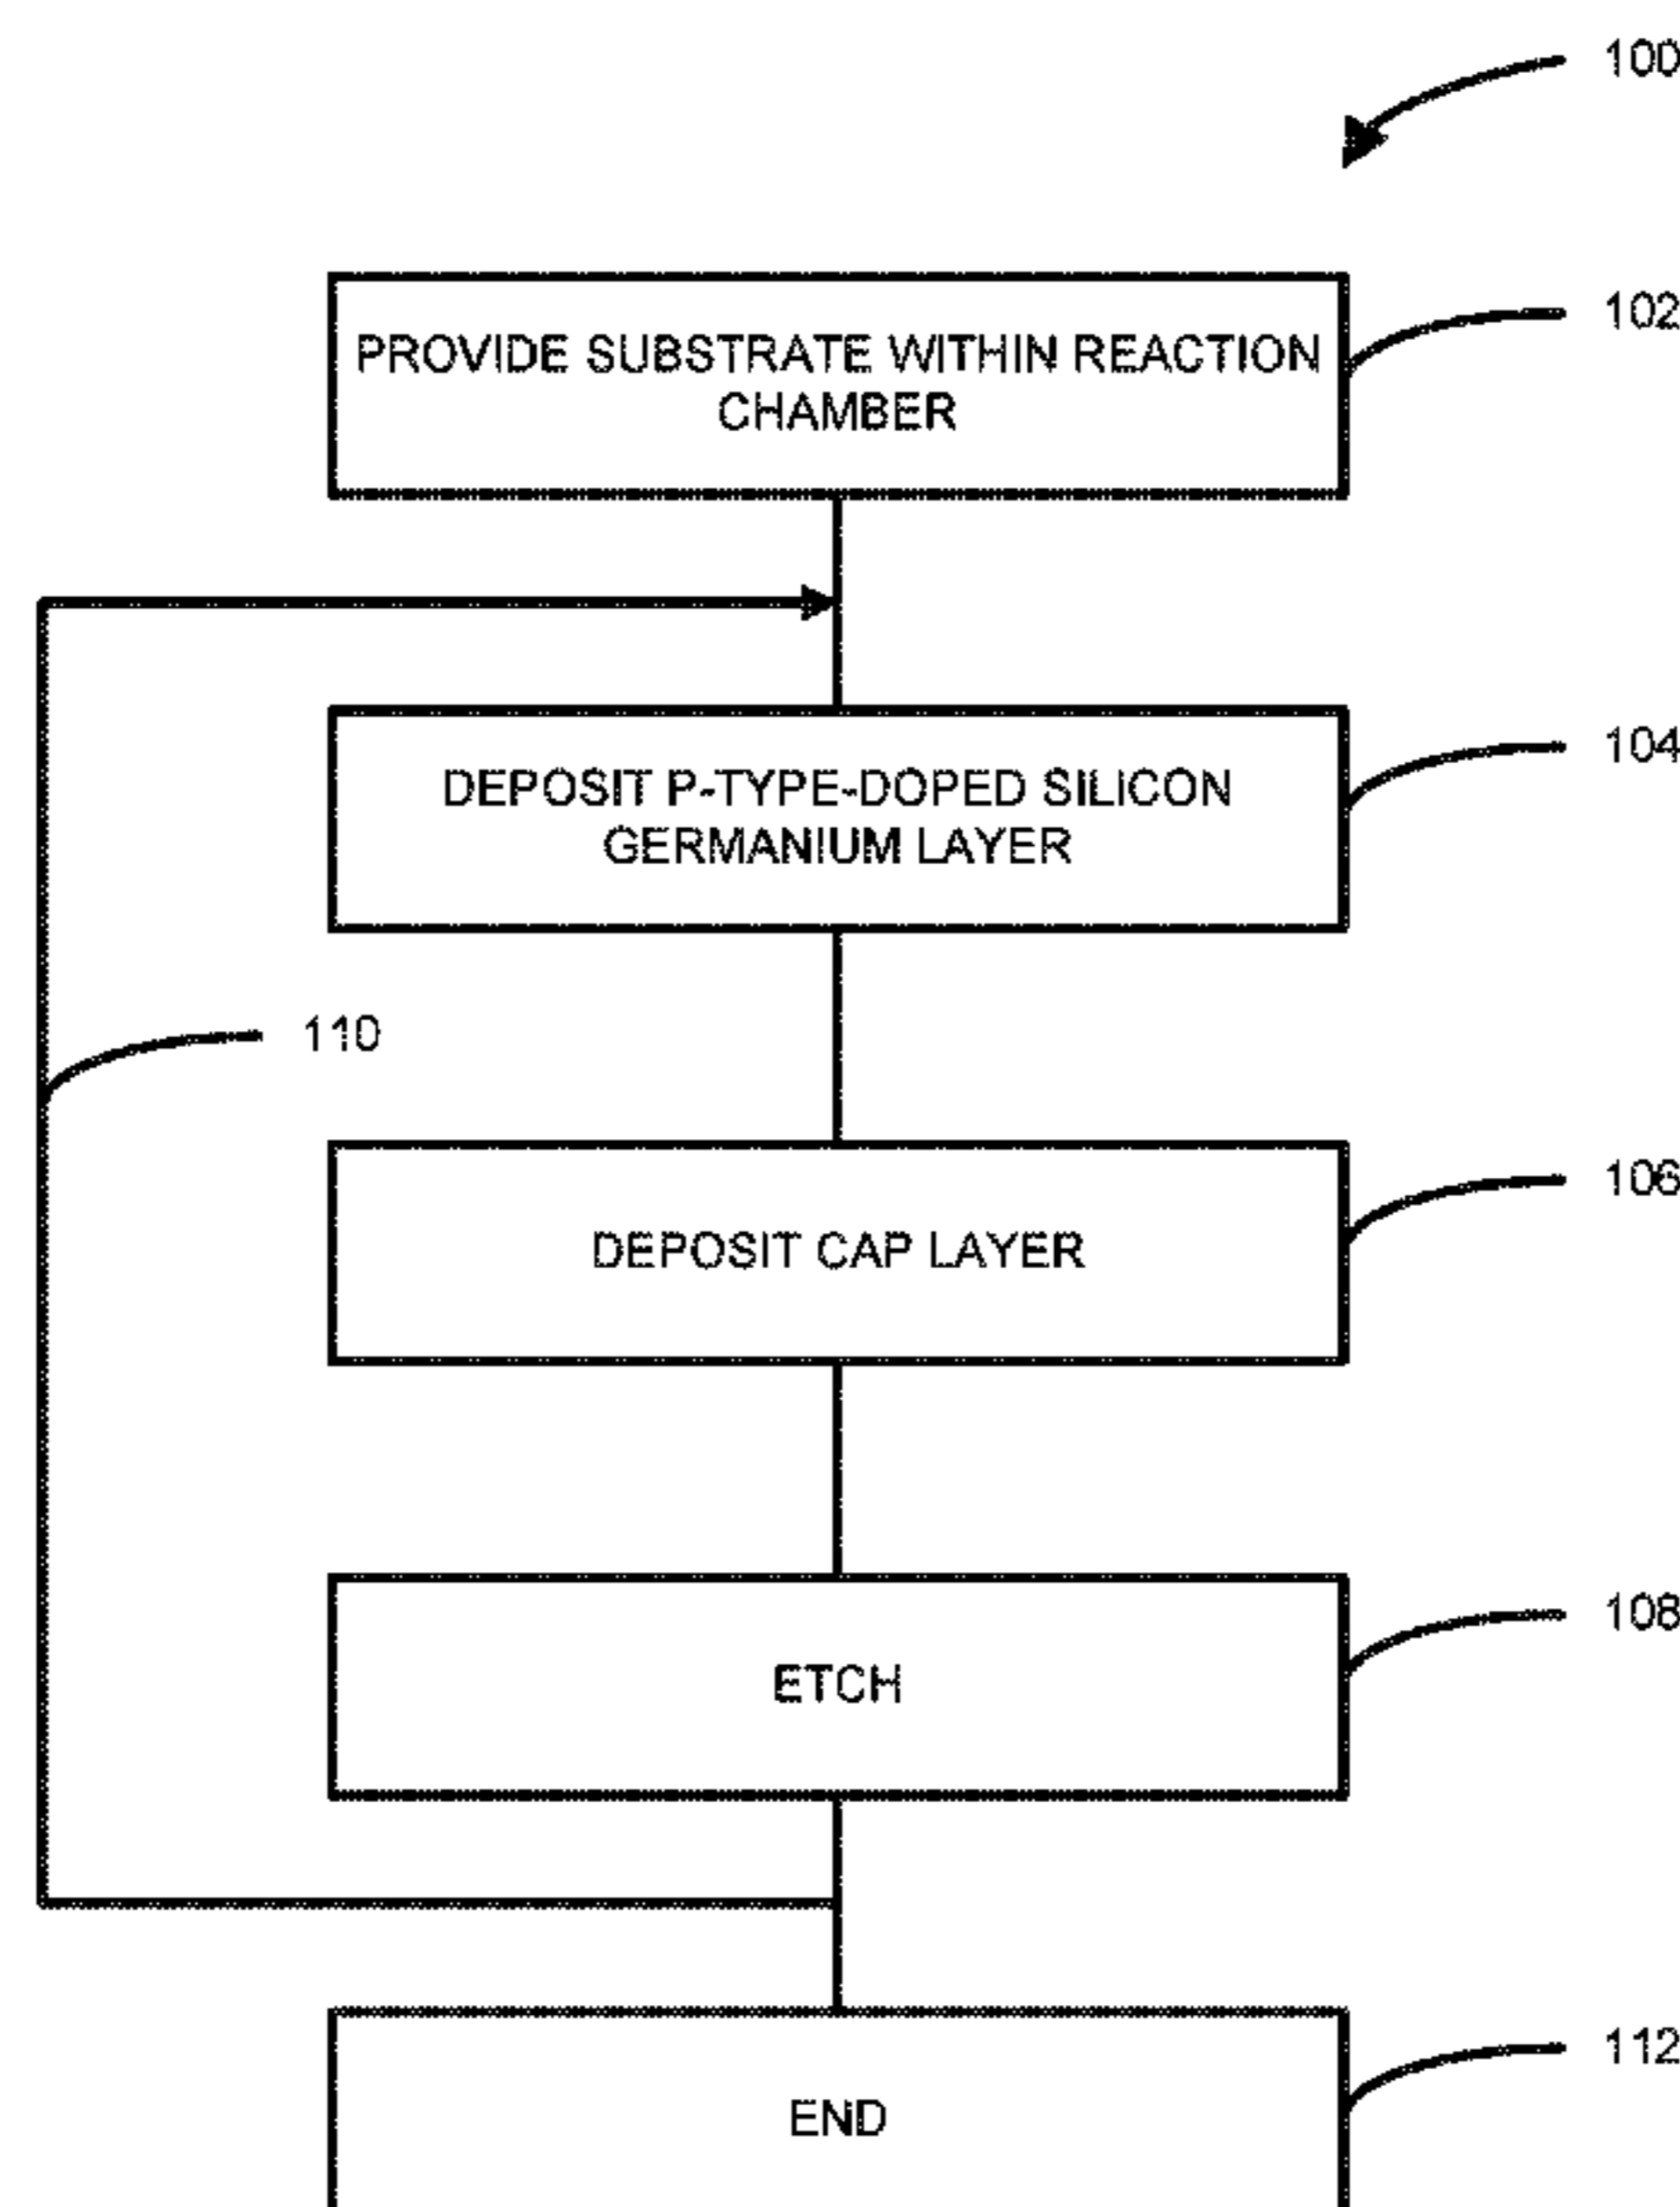 100
PROVIDE SUBSTRATE WITHIN REACTION
CHAMBER
102
DEPOSIT P-TYPE-DOPED SILICON
GERMANIUM LAYER
104
110
DEPOSIT CAP LAYER
106
ETCH
108
END
112